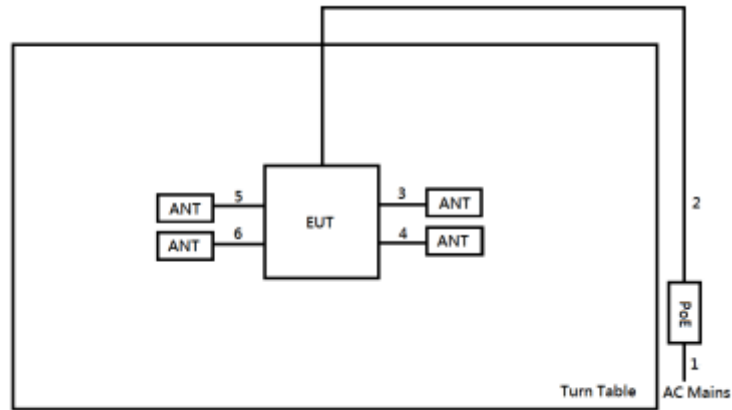 5
3
ANT
EUT
ANT
2
6
4
ANT
ANT
PoE
1
Turn Table
AC Mains